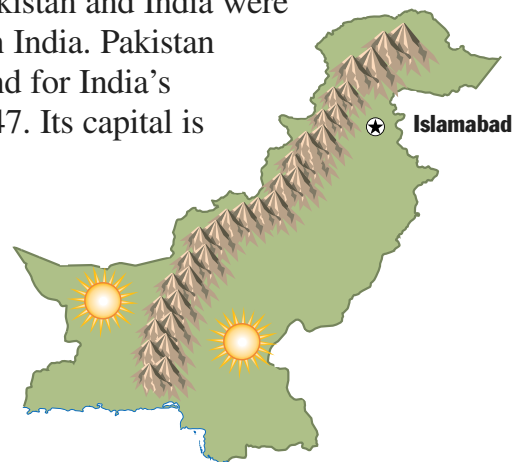 kistan and India were
n India. Pakistan
nd for India's
47. Its capital is
Islamabad